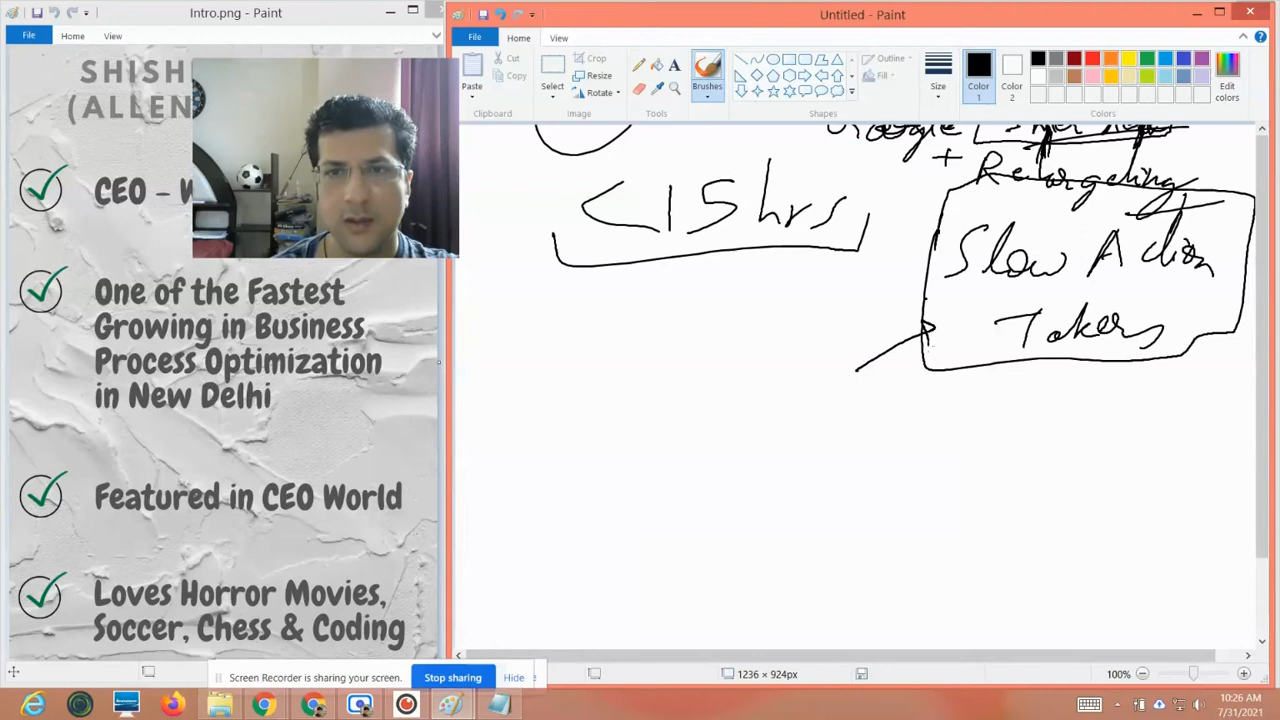 Intro.png - Paint
File
Home
View
SHISH
(ALLEN
CEO - W
One of the Fastest
Growing in Business
Process Optimization
in New Delhi
Featured in CEO World
Loves Horror Movies,
Soccer, Chess & Coding
Untitled - Paint
File
Home
View
Paste
Cut
Copy
Clipboard
Select
Crop
Resize
Rotate
Image
Tools
Brushes
Shapes
Outline
Fill
Size
Color
1
Color
2
Edit
colors
Colors
Google
+ Retargeting
<15 hrs
Slow Action
Takers
1236 × 924px
100%
Screen Recorder is sharing your screen.
Stop sharing
Hide
10:26 AM
7/31/2021